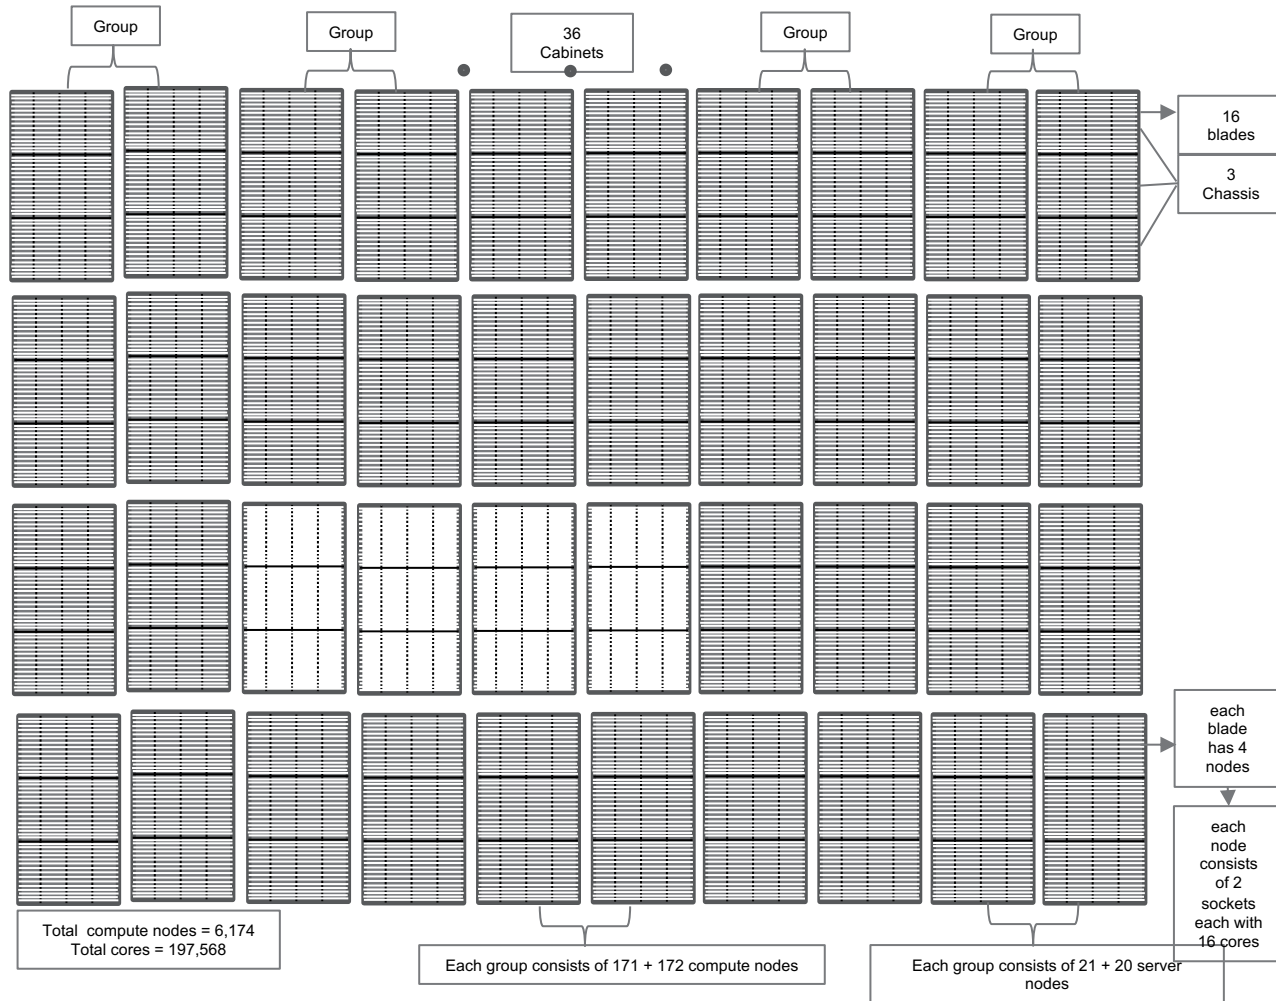 Group
Group
36
Cabinets
Group
Group
16
blades
3
Chassis
each
blade
has 4
nodes
each
node
consists
of 2
sockets
each with
16 cores
Total compute nodes = 6,174
Total cores = 197,568
Each group consists of 171 + 172 compute nodes
Each group consists of 21 + 20 server
nodes